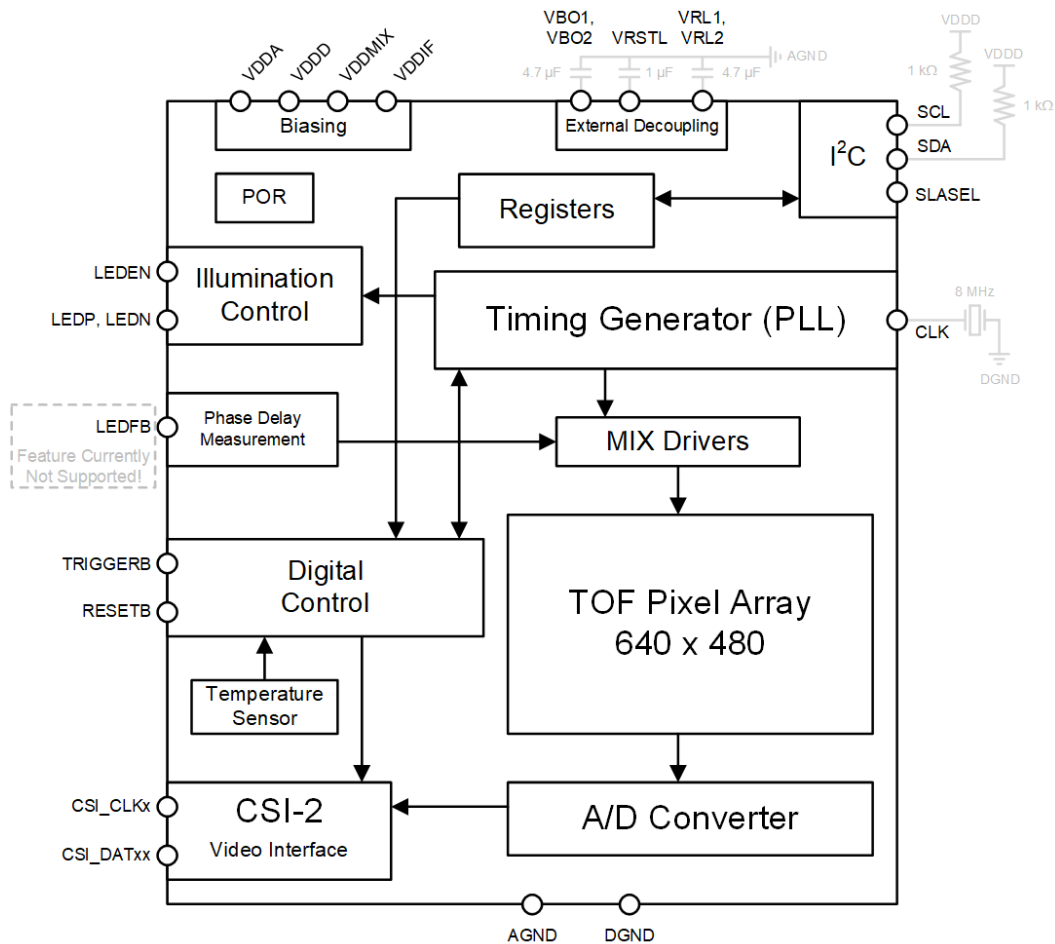 VDDA
VDDD
VDDMIX
VDDIF
VBO1,
VBO2
VRSTL
VRL1,
VRL2
4.7 µF
1 µF
4.7 µF
AGND
VDDD
VDDD
1 kΩ
1 kΩ
Biasing
External Decoupling
I²C
SCL
SDA
SLASEL
POR
Registers
LEDEN
LEDP, LEDN
Illumination
Control
Timing Generator (PLL)
8 MHz
CLK
DGND
LEDFB
Feature Currently
Not Supported!
Phase Delay
Measurement
MIX Drivers
TRIGGERB
RESETB
Digital
Control
TOF Pixel Array
640 x 480
Temperature
Sensor
CSI_CLKx
CSI_DATxx
CSI-2
Video Interface
A/D Converter
AGND
DGND